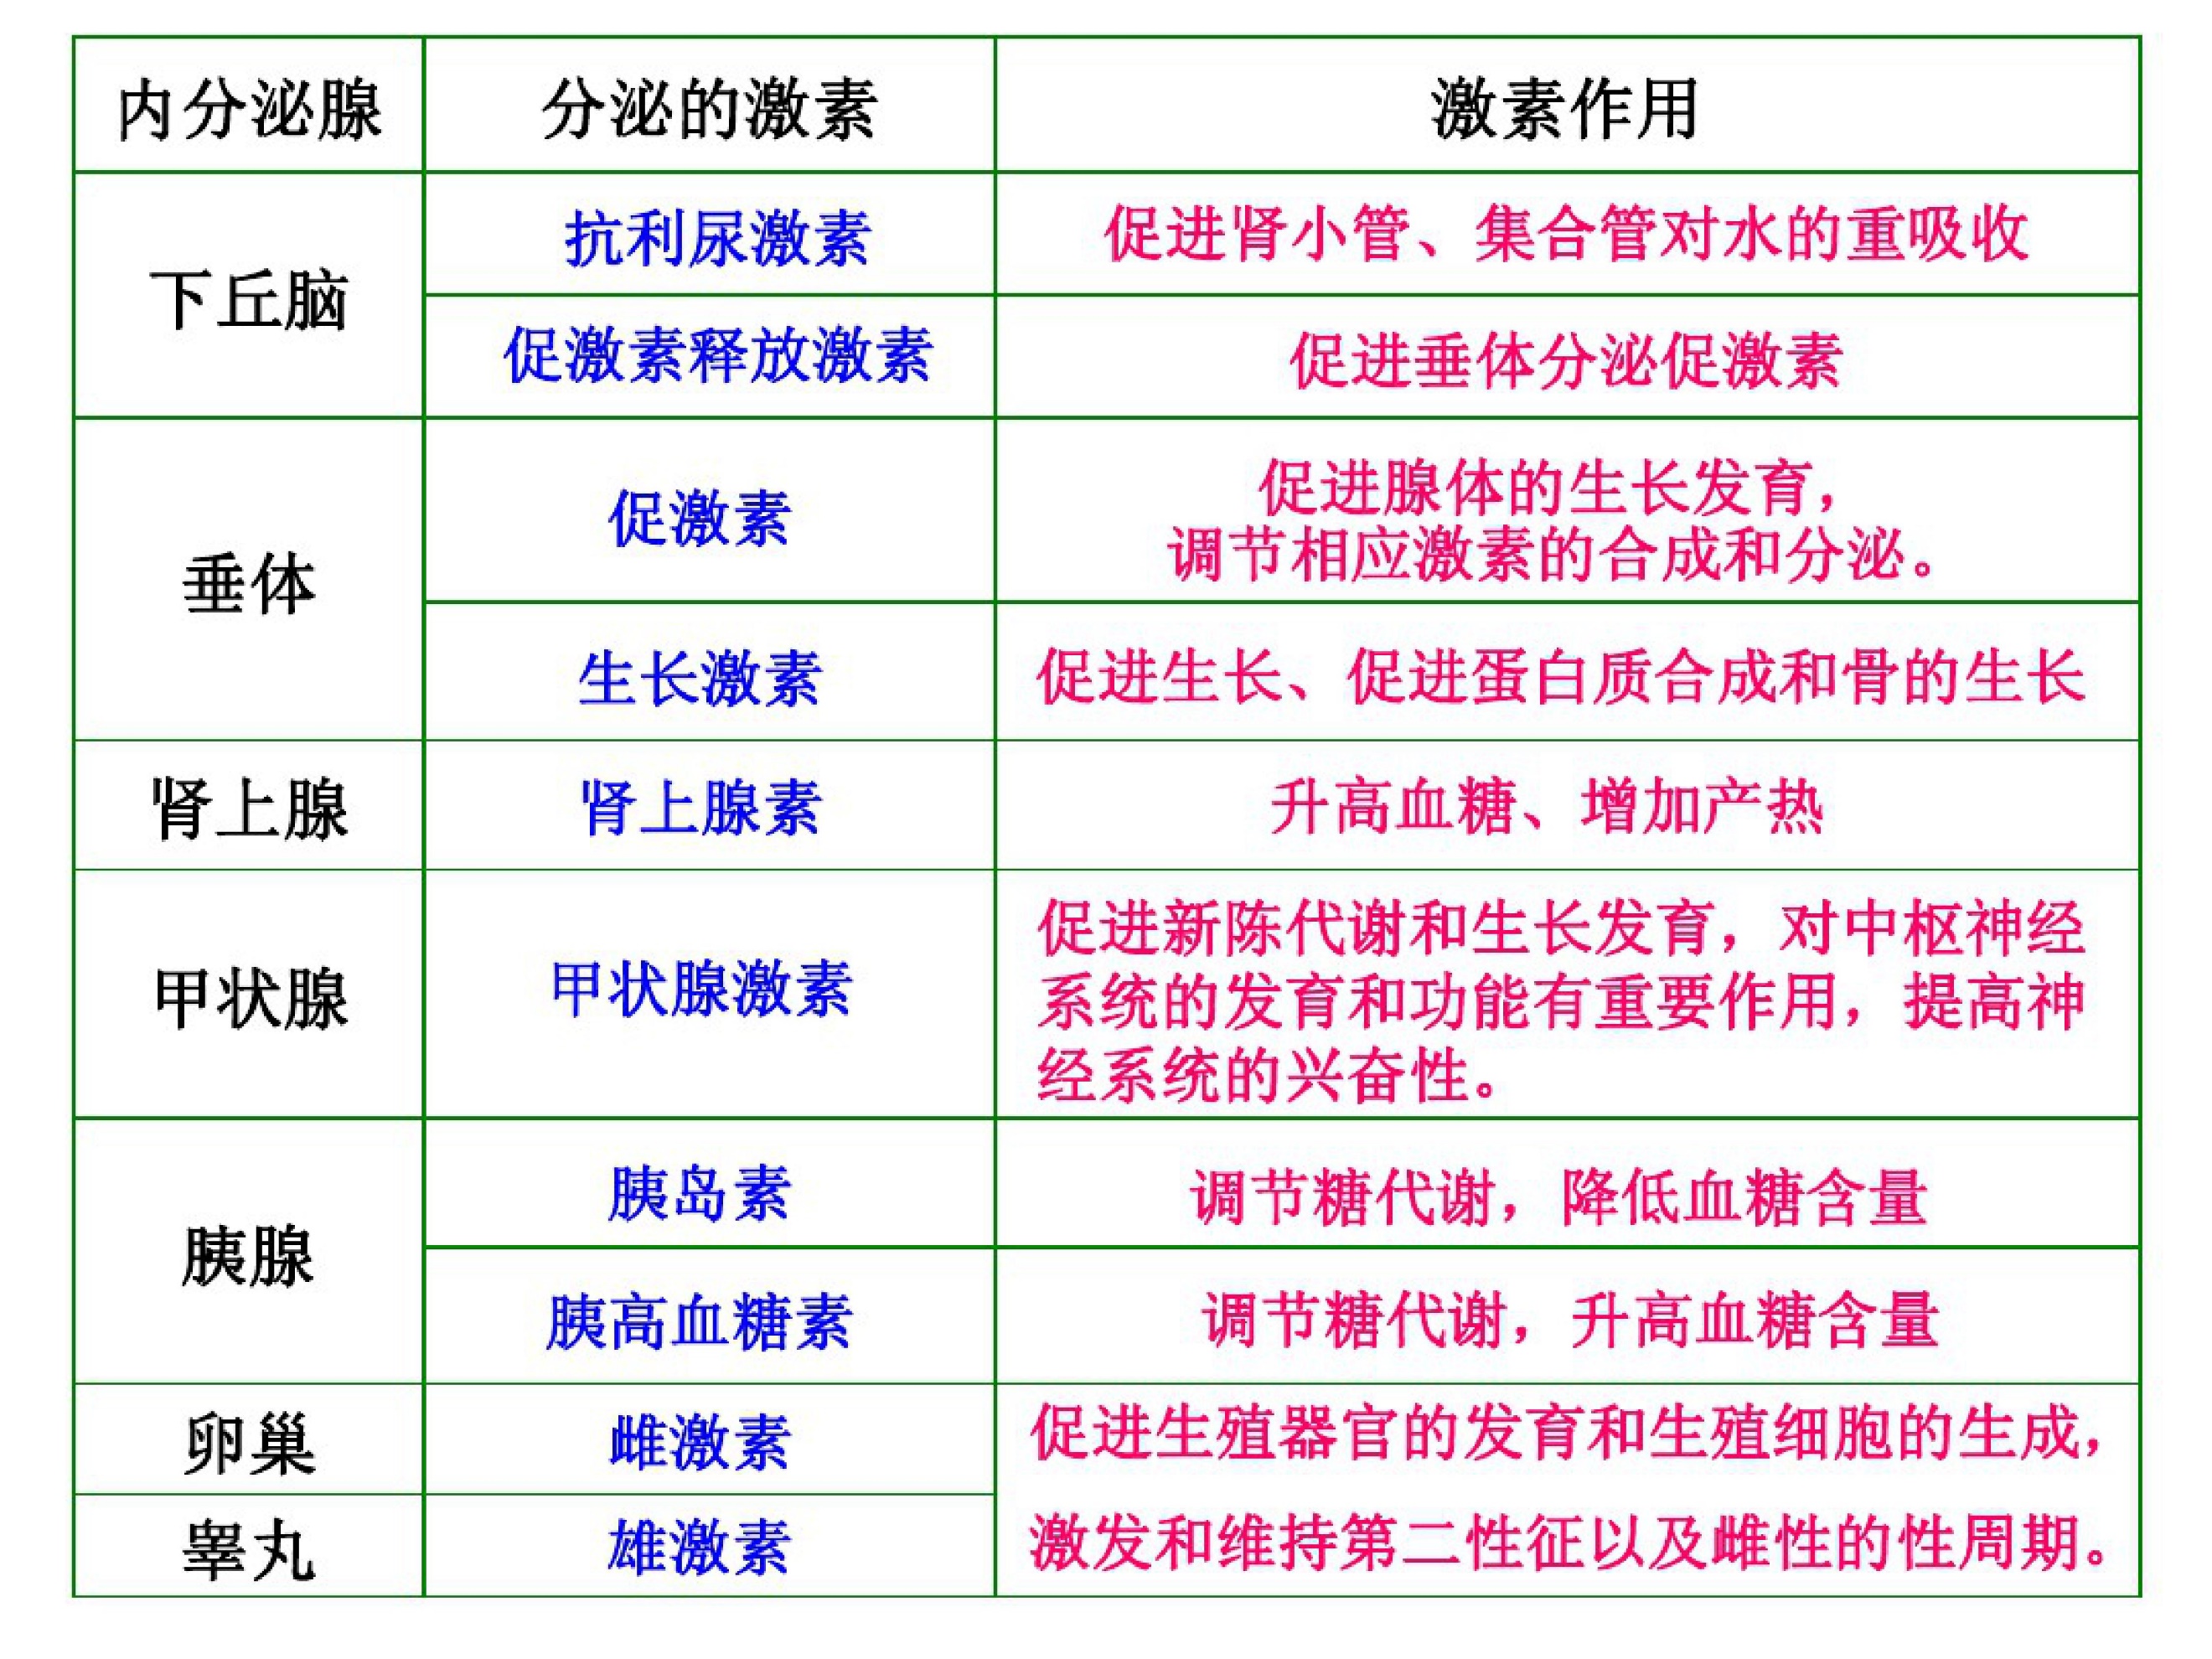 内分泌腺 分泌的激素 激素作用
下丘脑
抗利尿激素 促进肾小管、集合管对水的重吸收
促激素释放激素 促进垂体分泌促激素
垂体
促激素
促进腺体的生长发育，
调节相应激素的合成和分泌。
生长激素 促进生长、促进蛋白质合成和骨的生长
肾上腺 肾上腺素 升高血糖、增加产热
甲状腺 甲状腺激素
促进新陈代谢和生长发育，对中枢神经
系统的发育和功能有重要作用，提高神
经系统的兴奋性。
胰腺
胰岛素 调节糖代谢，降低血糖含量
胰高血糖素 调节糖代谢，升高血糖含量
卵巢 雌激素 促进生殖器官的发育和生殖细胞的生成，
睾丸 雄激素 激发和维持第二性征以及雌性的性周期。